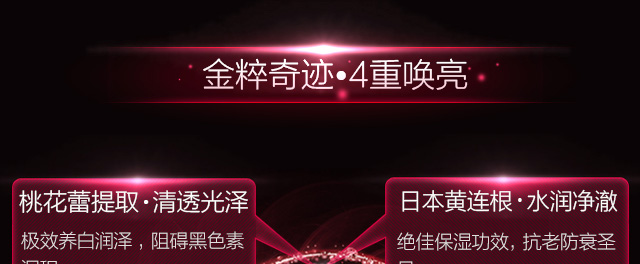 金粹奇迹•4重唤亮
桃花蕾提取·清透光泽
日本黄连根·水润净澈
极效养白润泽，阻碍黑色素
绝佳保湿功效, 抗老防衰圣